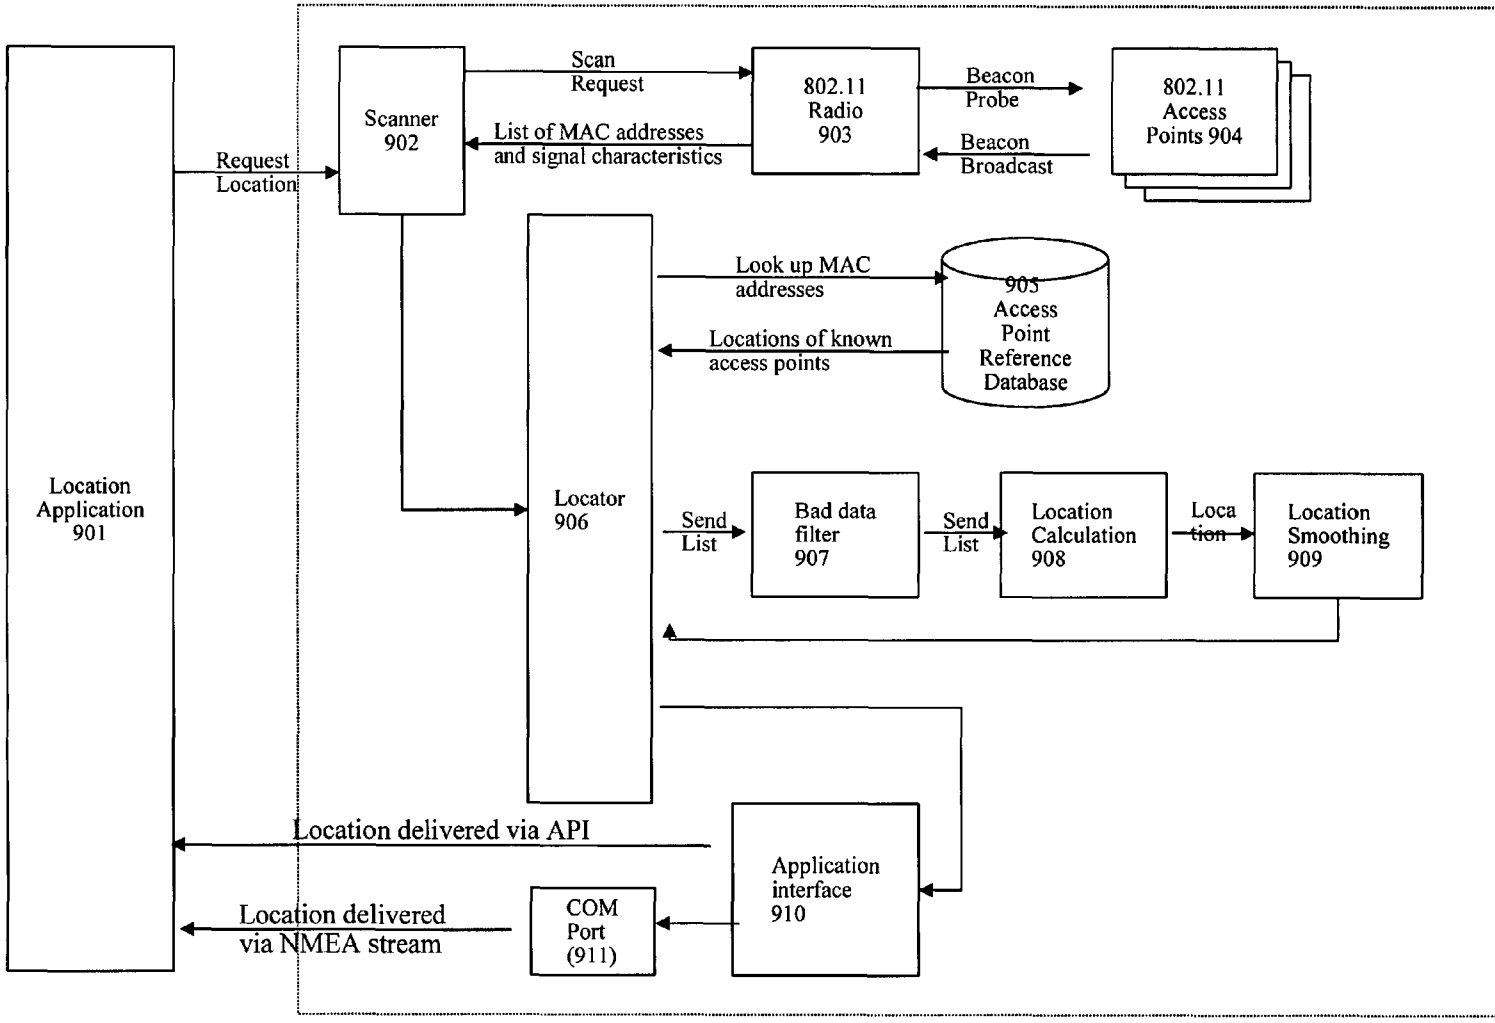 Scan
Request
802.11
Radio
903
Beacon
Probe
802.11
Access
Points 904
Scanner
902
List of MAC addresses
and signal characteristics
Beacon
Broadcast
Request
Location
Look up MAC
addresses
905
Access
Point
Reference
Database
Locations of known
access points
Location
Application
901
Locator
906
Send
List
Bad data
filter
907
Send
List
Location
Calculation
908
Loca
tion
Location
Smoothing
909
Location delivered via API
Application
interface
910
COM
Port
(911)
Location delivered
via NMEA stream